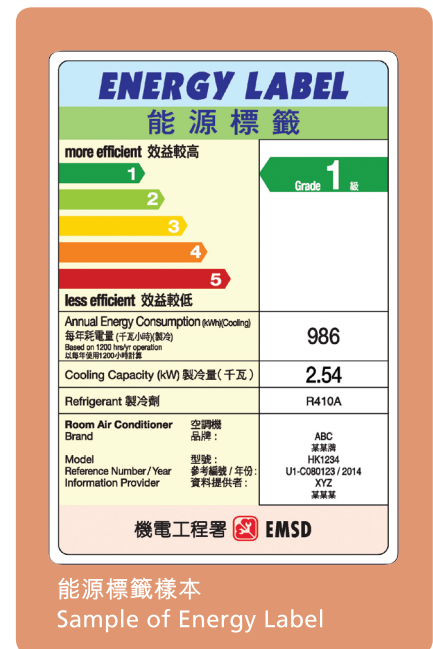 ENERGY LABEL
能源標籤
more efficient 效益較高
1
2
3
4
5
less efficient 效益較低
Grade 1 級
Annual Energy Consumption (kWh)(Cooling)
每年耗電量 (千瓦小時)(製冷)
Based on 1200 hrs/yr operation
以每年使用1200小時計算
986
Cooling Capacity (kW) 製冷量 (千瓦)
2.54
Refrigerant 製冷劑
R410A
Room Air Conditioner 空調機
Brand 品牌 :
ABC
某某牌
Model 型號 :
HK1234
Reference Number / Year 參考編號 / 年份 :
U1-C080123 / 2014
Information Provider 資料提供者 :
XYZ
某某某
機電工程署 EMSD
能源標籤樣本
Sample of Energy Label